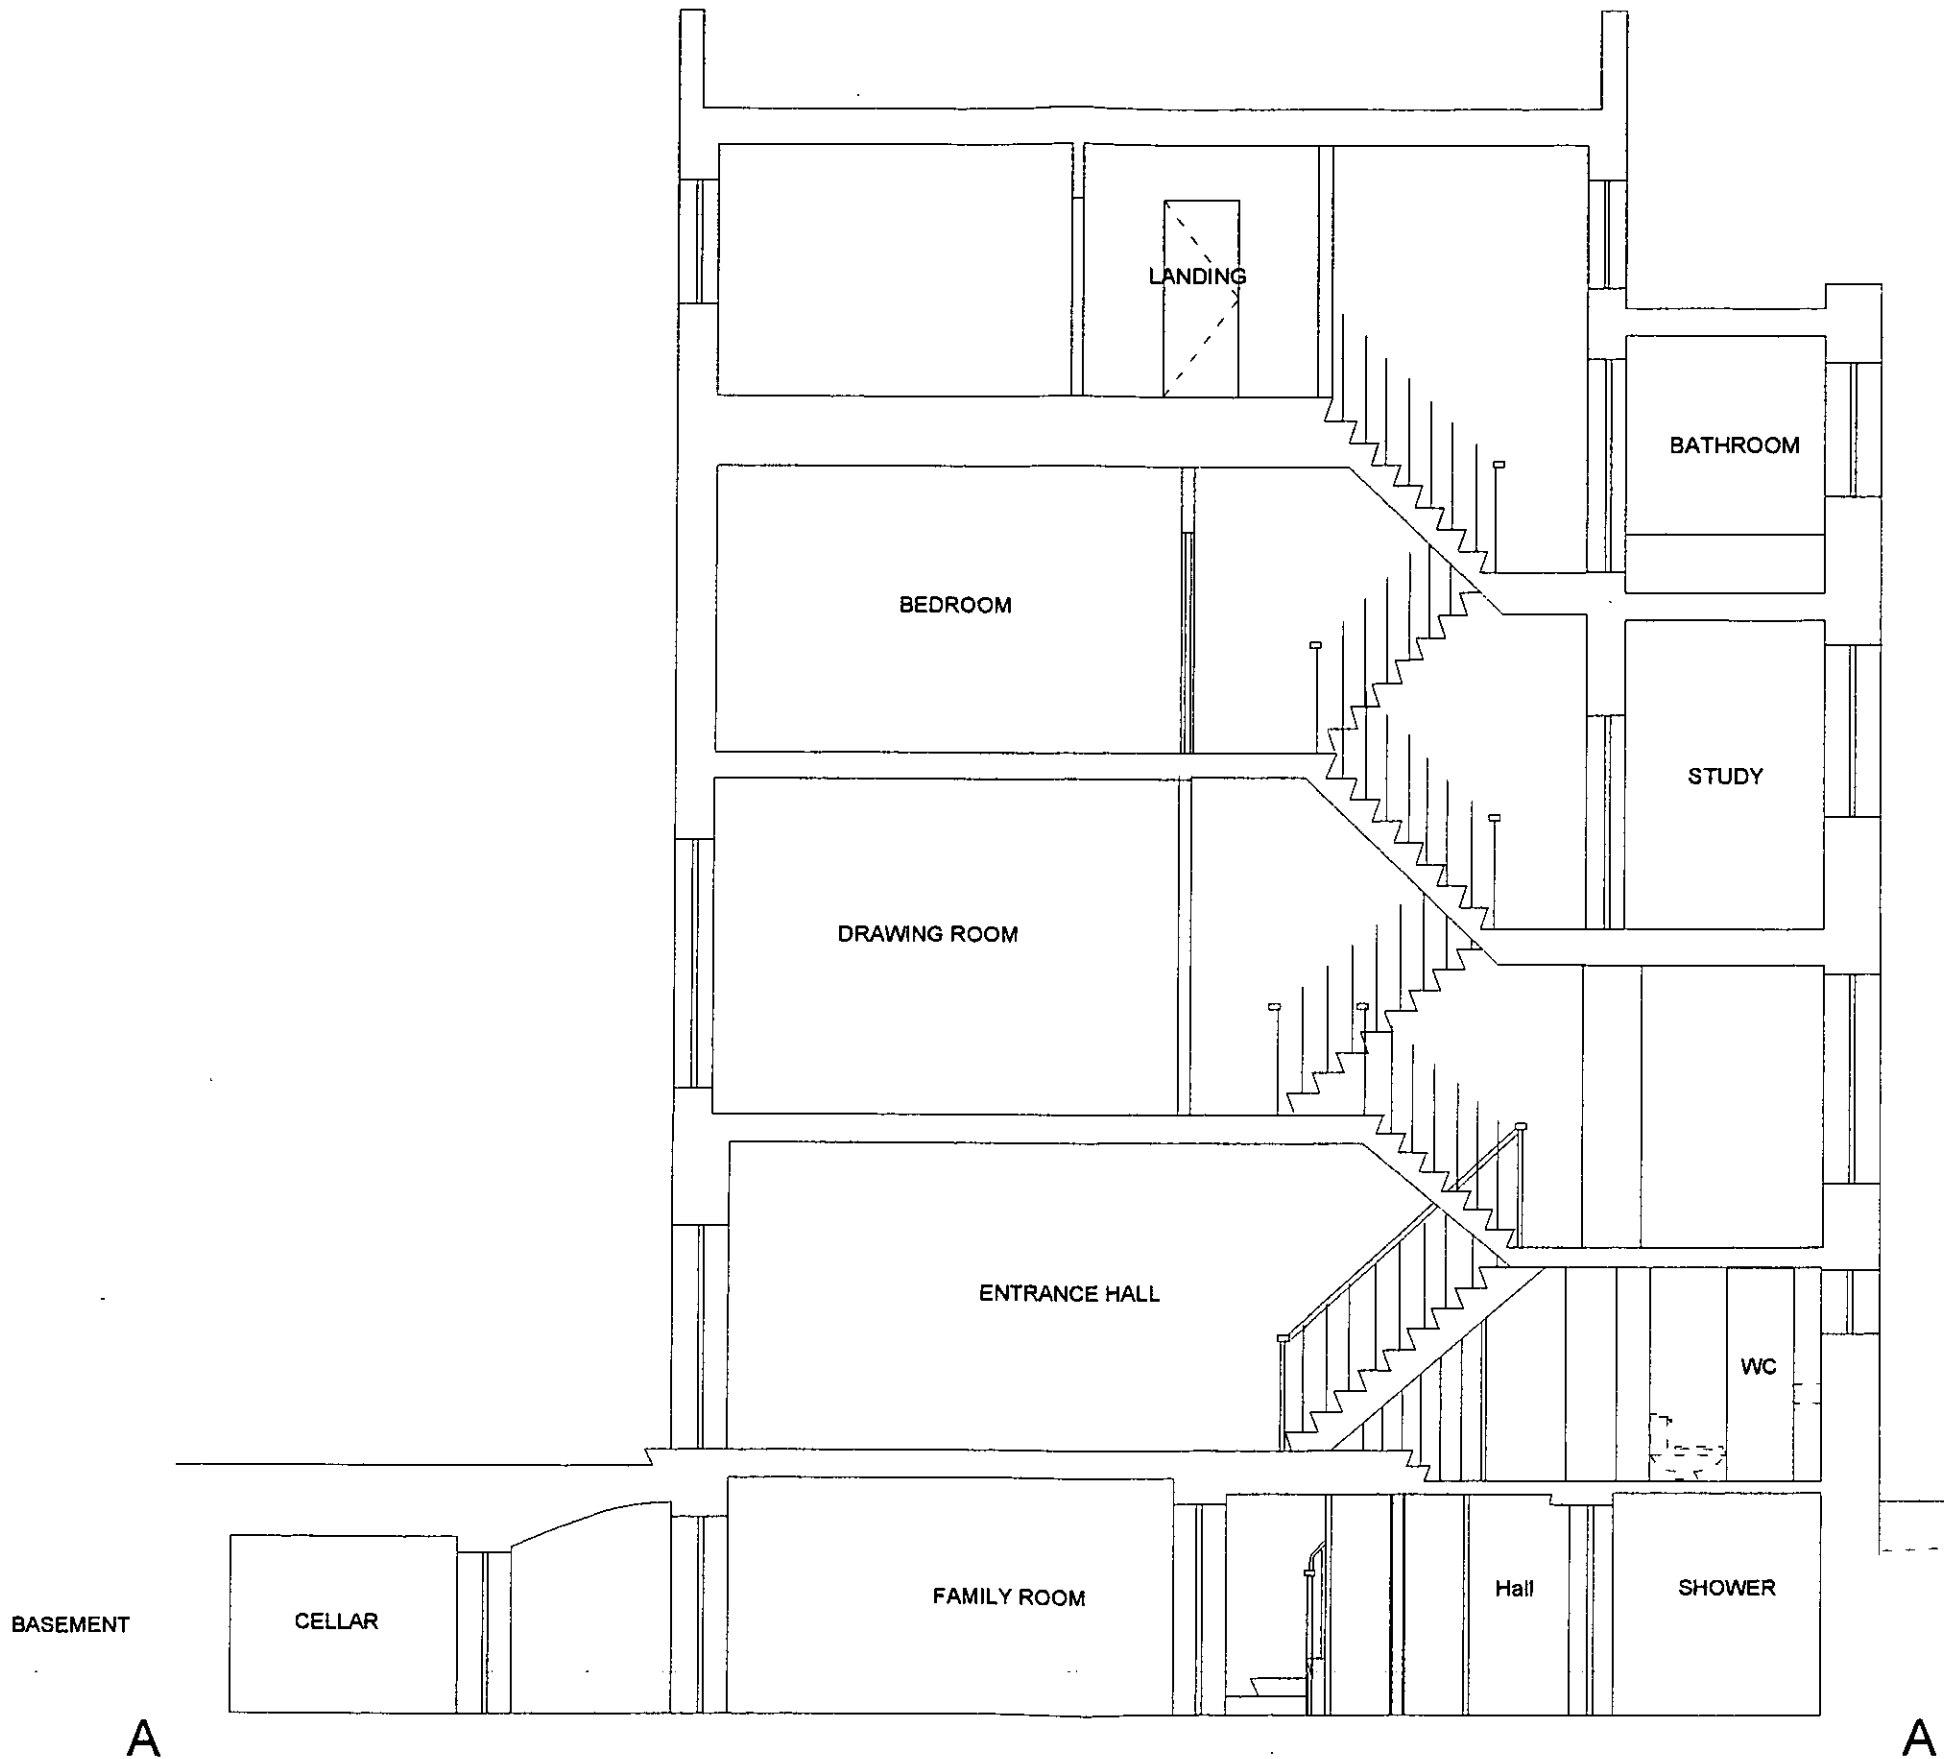 LANDING
BATHROOM
BEDROOM
STUDY
DRAWING ROOM
ENTRANCE HALL
WC
FAMILY ROOM
Hall
SHOWER
BASEMENT
CELLAR
A
A